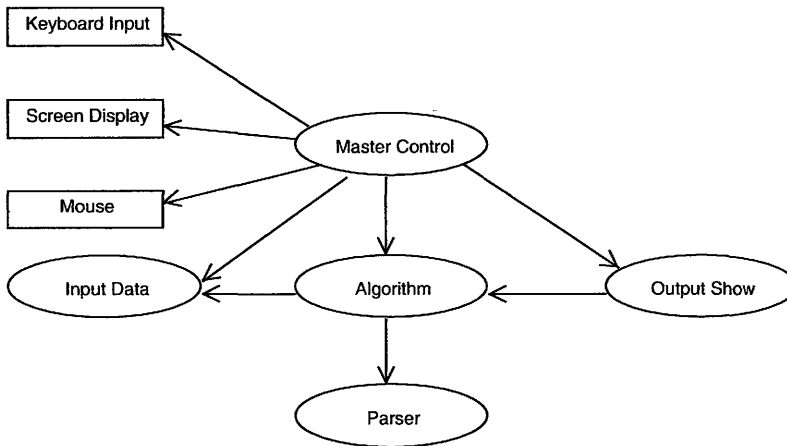 Keyboard Input
Screen Display
Master Control
Mouse
Input Data
Algorithm
Output Show
Parser